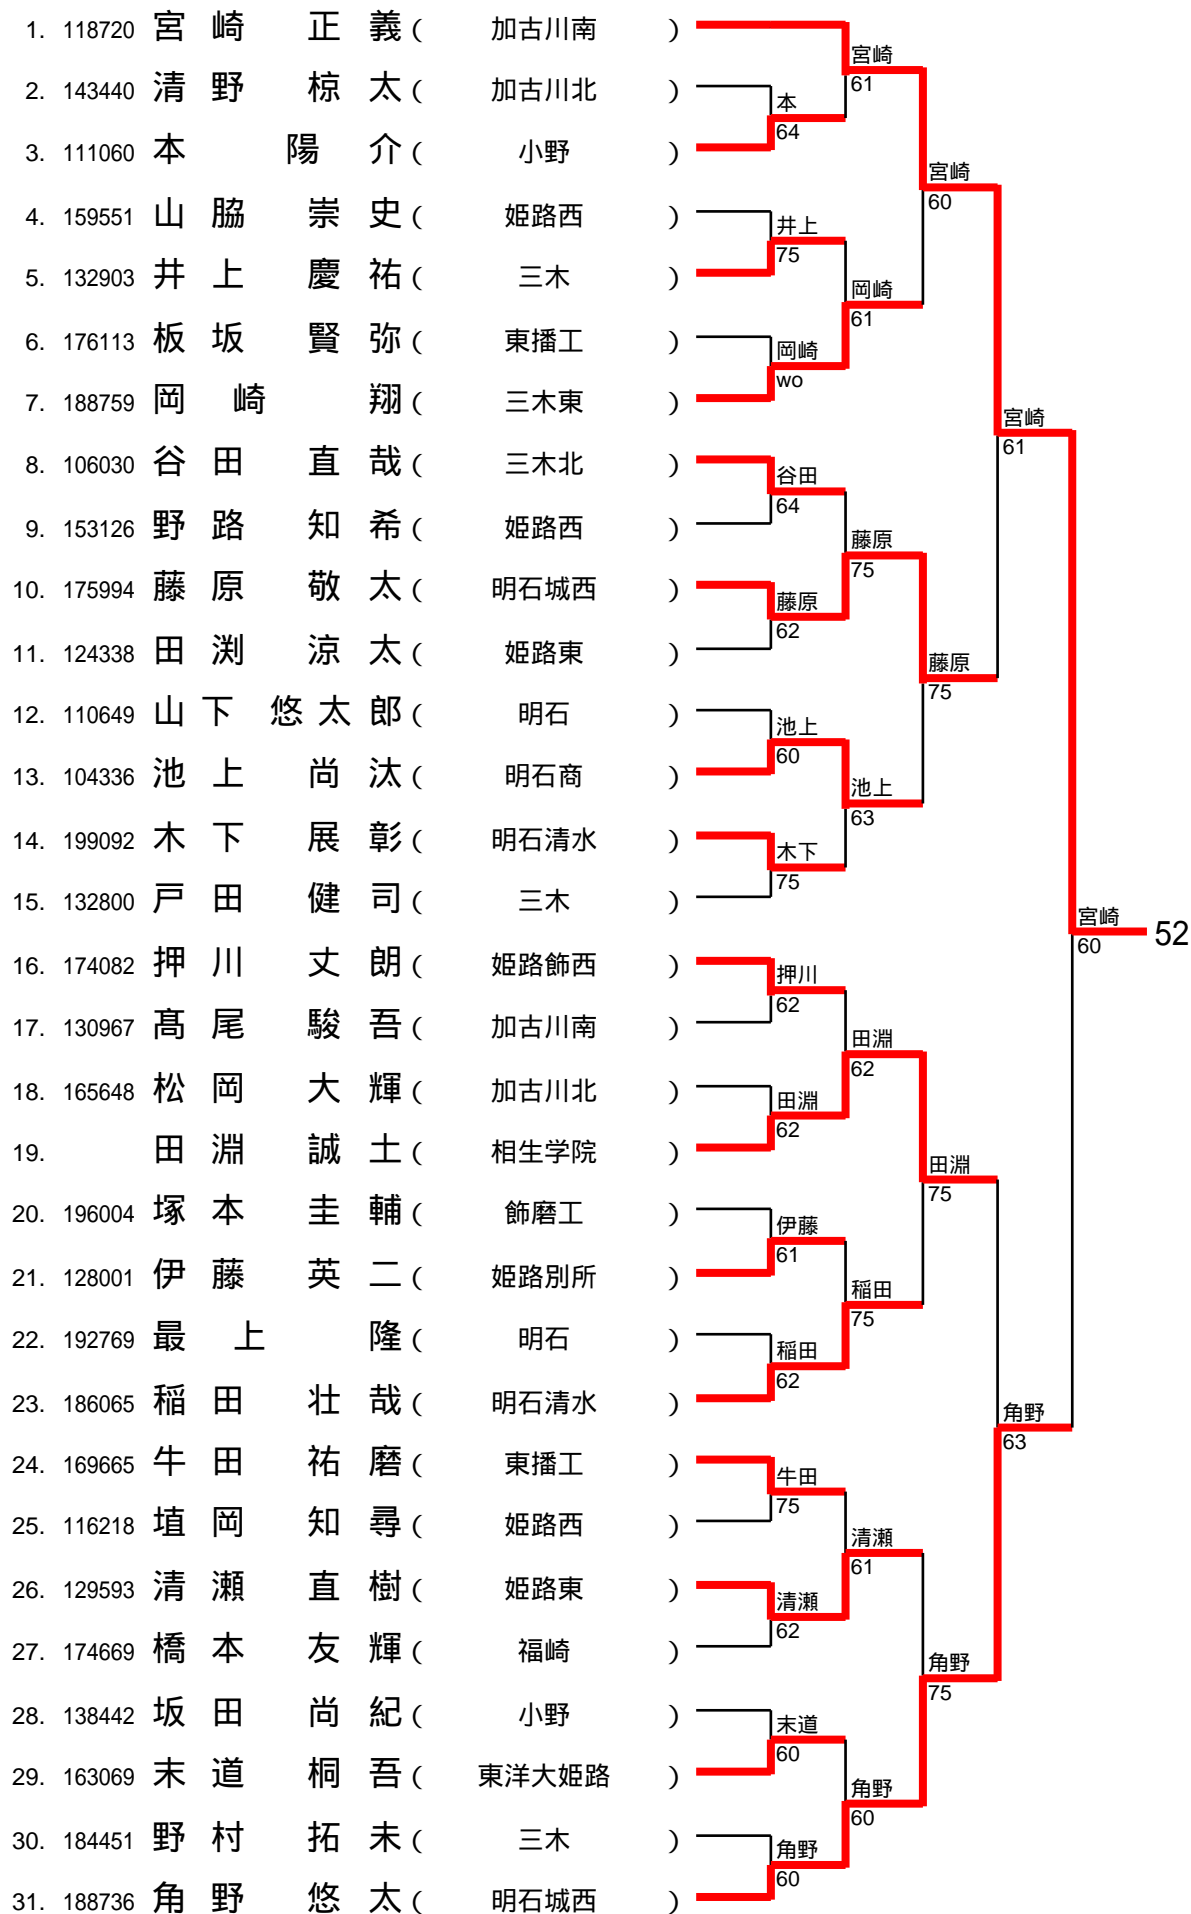 1. 118720 宮崎 正義 ( 加古川南 )
2. 143440 清野 椋太 ( 加古川北 )
3. 111060 本 陽介 ( 小野 )
4. 159551 山脇 崇史 ( 姫路西 )
5. 132903 井上 慶祐 ( 三木 )
6. 176113 板坂 賢弥 ( 東播工 )
7. 188759 岡崎 翔 ( 三木東 )
8. 106030 谷田 直哉 ( 三木北 )
9. 153126 野路 知希 ( 姫路西 )
10. 175994 藤原 敬太 ( 明石城西 )
11. 124338 田渕 涼太 ( 姫路東 )
12. 110649 山下 悠太郎 ( 明石 )
13. 104336 池上 尚汰 ( 明石商 )
14. 199092 木下 展彰 ( 明石清水 )
15. 132800 戸田 健司 ( 三木 )
16. 174082 押川 丈朗 ( 姫路飾西 )
17. 130967 髙尾 駿吾 ( 加古川南 )
18. 165648 松岡 大輝 ( 加古川北 )
19. 田淵 誠土 ( 相生学院 )
20. 196004 塚本 圭輔 ( 飾磨工 )
21. 128001 伊藤 英二 ( 姫路別所 )
22. 192769 最上 隆 ( 明石 )
23. 186065 稲田 壮哉 ( 明石清水 )
24. 169665 牛田 祐磨 ( 東播工 )
25. 116218 埴岡 知尋 ( 姫路西 )
26. 129593 清瀬 直樹 ( 姫路東 )
27. 174669 橋本 友輝 ( 福崎 )
28. 138442 坂田 尚紀 ( 小野 )
29. 163069 末道 桐吾 ( 東洋大姫路 )
30. 184451 野村 拓未 ( 三木 )
31. 188736 角野 悠太 ( 明石城西 )
本
64
井上
75
岡崎
wo
谷田
64
藤原
62
池上
60
木下
75
押川
62
田淵
62
伊藤
61
稲田
62
牛田
75
清瀬
62
末道
60
角野
60
宮崎
61
岡崎
61
藤原
75
池上
63
田淵
62
稲田
75
清瀬
61
角野
60
宮崎
60
藤原
75
田淵
75
角野
75
宮崎
61
角野
63
宮崎
60
52